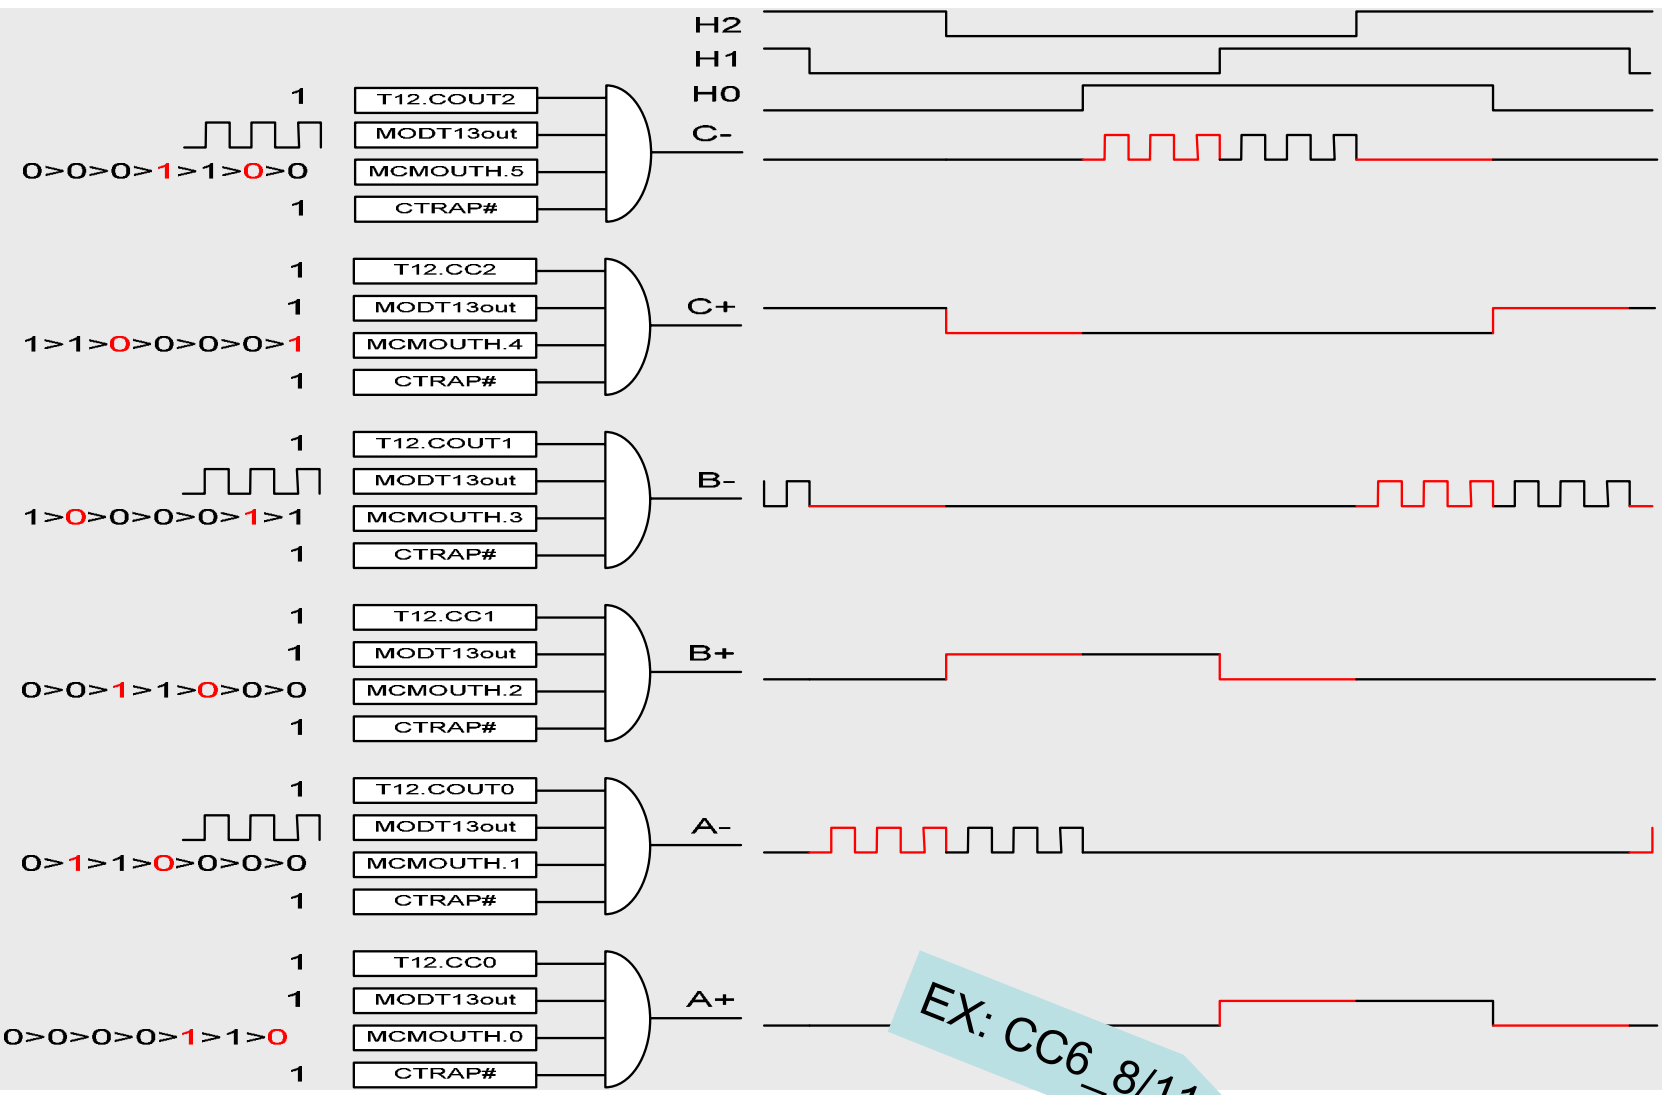 H2
H1
H0
1 T12.COUT2
MODT13out C-
0>0>0>1>1>0>0 MCMOUTH.5
1 CTRAP#
1 T12.CC2
1 MODT13out C+
1>1>0>0>0>0>1 MCMOUTH.4
1 CTRAP#
1 T12.COUT1
MODT13out B-
1>0>0>0>0>1>1 MCMOUTH.3
1 CTRAP#
1 T12.CC1
1 MODT13out B+
0>0>1>1>0>0>0 MCMOUTH.2
1 CTRAP#
1 T12.COUT0
MODT13out A-
0>1>1>0>0>0>0 MCMOUTH.1
1 CTRAP#
1 T12.CC0
1 MODT13out A+
0>0>0>0>1>1>0 MCMOUTH.0
1 CTRAP#
EX: CC6_8/11